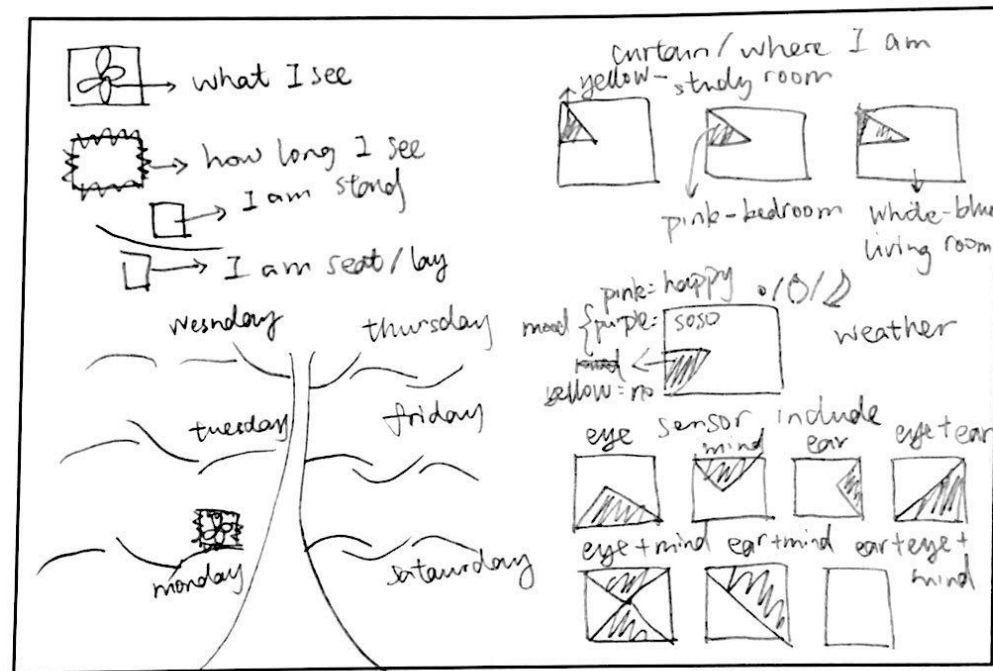 what I see
how long I see
I am stand
I am seat/lay
wesnday
thursday
tuesday
friday
monday
sataurday
curtain/where I am
yellow-study room
pink-bedroom
white-blue
living room
pink=happy
mood { purple= soso
yellow=no
weather
sensor include
eye
mind
ear
eye+ear
eye+mind
ear+mind
ear+eye+
mind